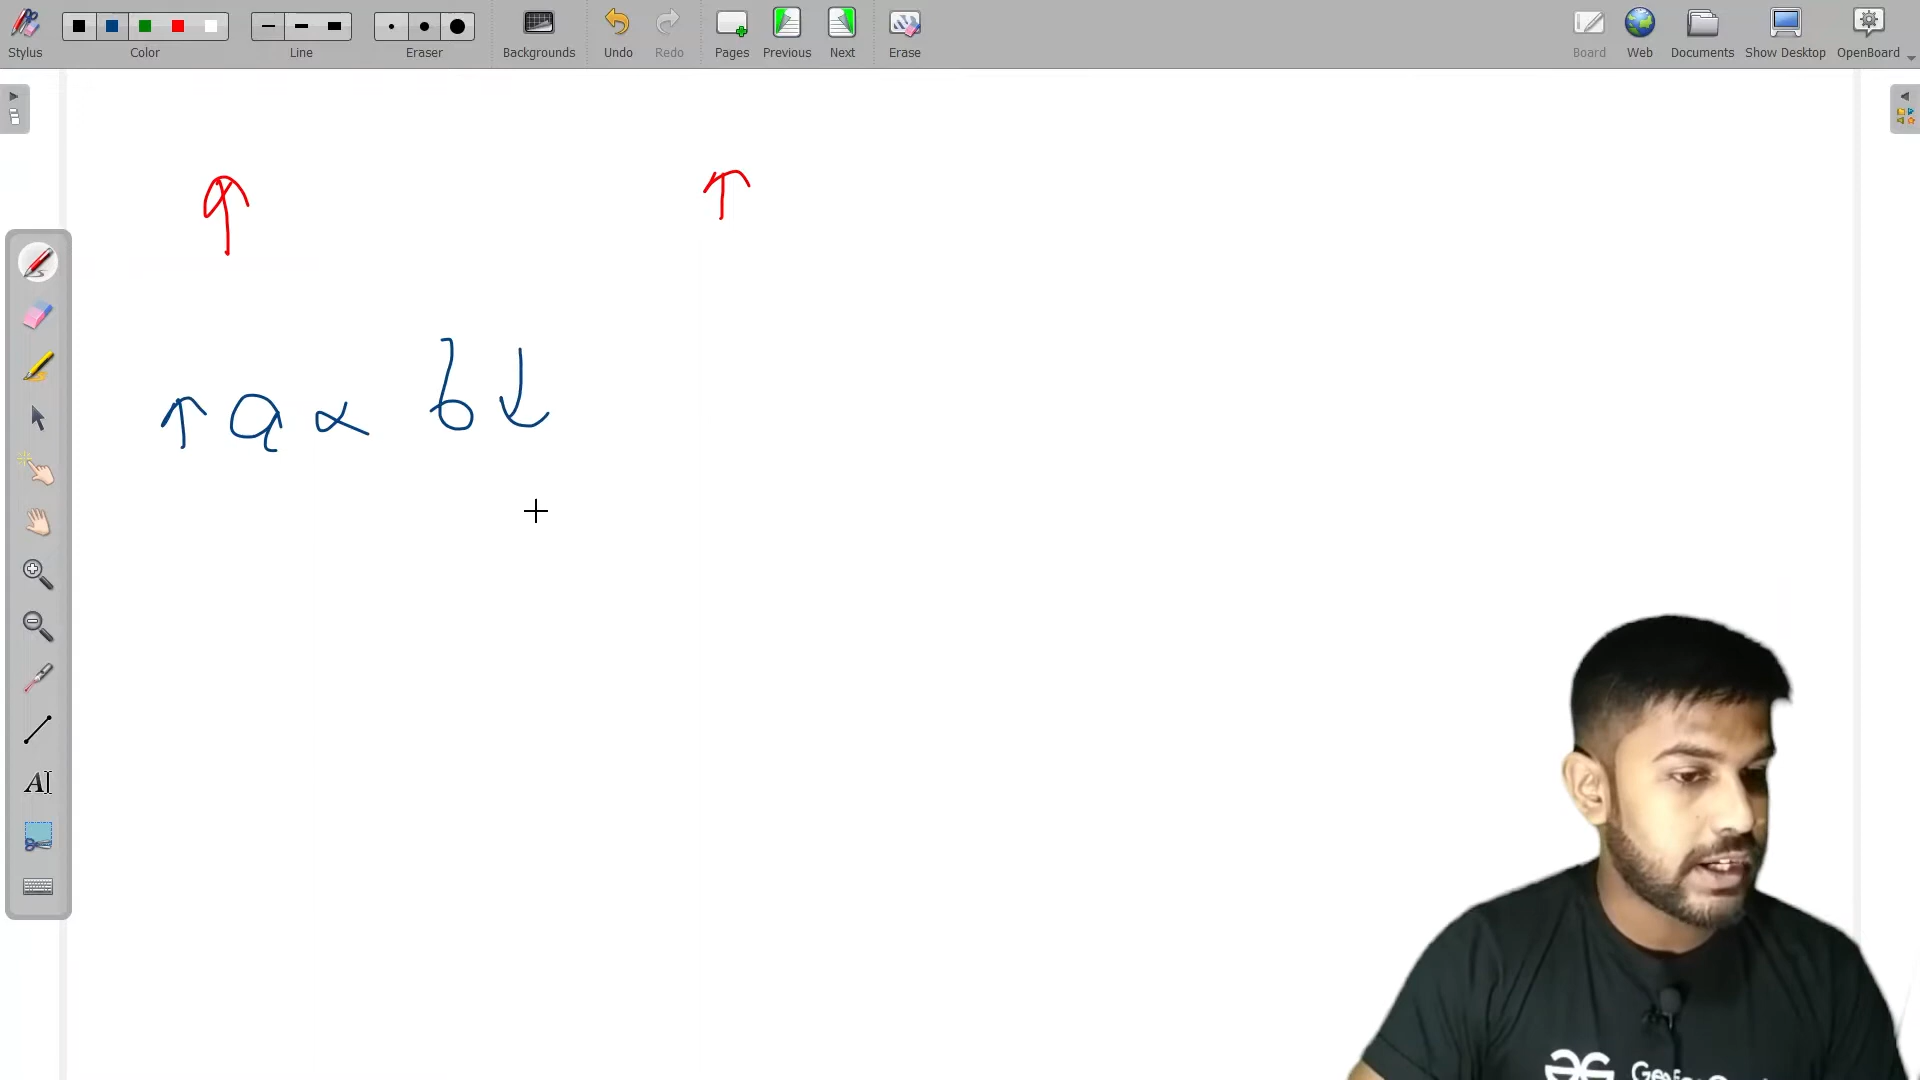 Stylus Color Line Eraser Backgrounds Undo Redo Pages Previous Next Erase Board Web Documents Show Desktop OpenBoard
↑ ↑
↑ a ∝ b ↓